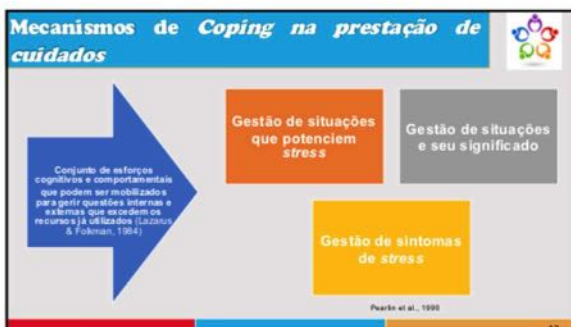 Mecanismos de Coping na prestação de
cuidados
Conjunto de esforços
cognitivos e comportamentais
que podem ser mobilizados
para gerir questões internas e
externas que excedem os
recursos já utilizados (Lazarus
& Folkman, 1984)
Gestão de situações
que potenciem
stress
Gestão de situações
e seu significado
Gestão de sintomas
de stress
Pearlin et al., 1990